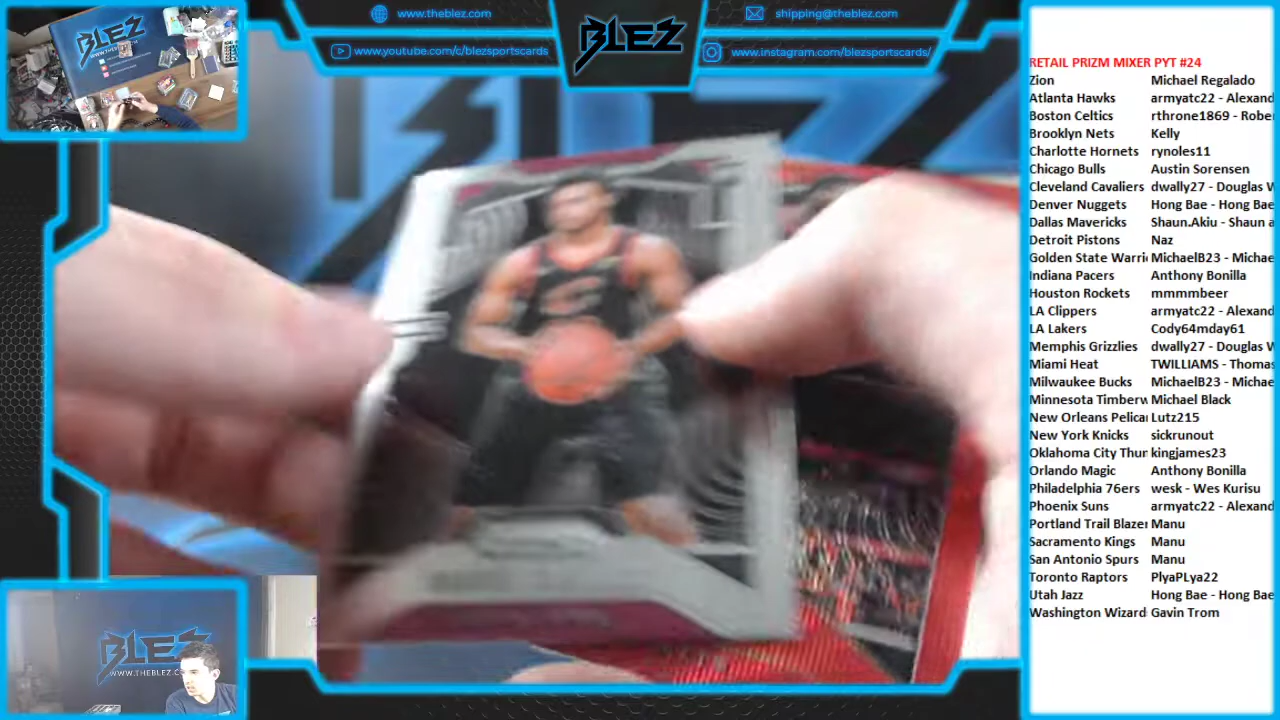 www.theblez.com
shipping@theblez.com
www.youtube.com/c/blezsportscards
www.instagram.com/blezsportscards/
BLEZ
BLEZ
BLEZ
WWW.THEBLEZ.C
RETAIL PRIZM MIXER PYT #24
Zion Michael Regalado
Atlanta Hawks armyatc22 - Alexand
Boston Celtics rthrone1869 - Robe
Brooklyn Nets Kelly
Charlotte Hornets rynoles11
Chicago Bulls Austin Sorensen
Cleveland Cavaliers dwally27 - Douglas W
Denver Nuggets Hong Bae - Hong Bae
Dallas Mavericks Shaun.Akiu - Shaun a
Detroit Pistons Naz
Golden State Warri MichaelB23 - Michae
Indiana Pacers Anthony Bonilla
Houston Rockets mmmmbeer
LA Clippers armyatc22 - Alexand
LA Lakers Cody64mday61
Memphis Grizzlies dwally27 - Douglas W
Miami Heat TWILLIAMS - Thomas
Milwaukee Bucks MichaelB23 - Michae
Minnesota Timberw Michael Black
New Orleans Pelica Lutz215
New York Knicks sickrunout
Oklahoma City Thun kingjames23
Orlando Magic Anthony Bonilla
Philadelphia 76ers wesk - Wes Kurisu
Phoenix Suns armyatc22 - Alexand
Portland Trail Blazer Manu
Sacramento Kings Manu
San Antonio Spurs Manu
Toronto Raptors PlyaPLya22
Utah Jazz Hong Bae - Hong Bae
Washington Wizard Gavin Trom